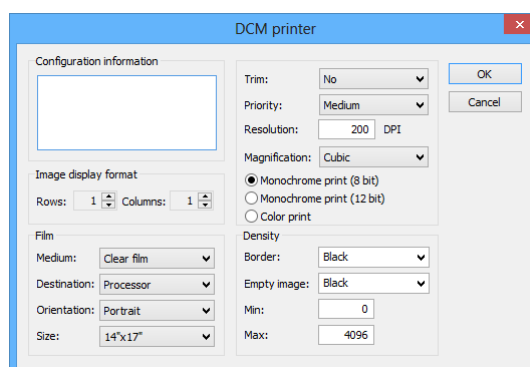 DCM printer
×
Configuration information
Image display format
Rows: 1 Columns: 1
Film
Medium: Clear film
Destination: Processor
Orientation: Portrait
Size: 14"x17"
Trim: No
Priority: Medium
Resolution: 200 DPI
Magnification: Cubic
Monochrome print (8 bit)
Monochrome print (12 bit)
Color print
Density
Border: Black
Empty image: Black
Min: 0
Max: 4096
OK
Cancel